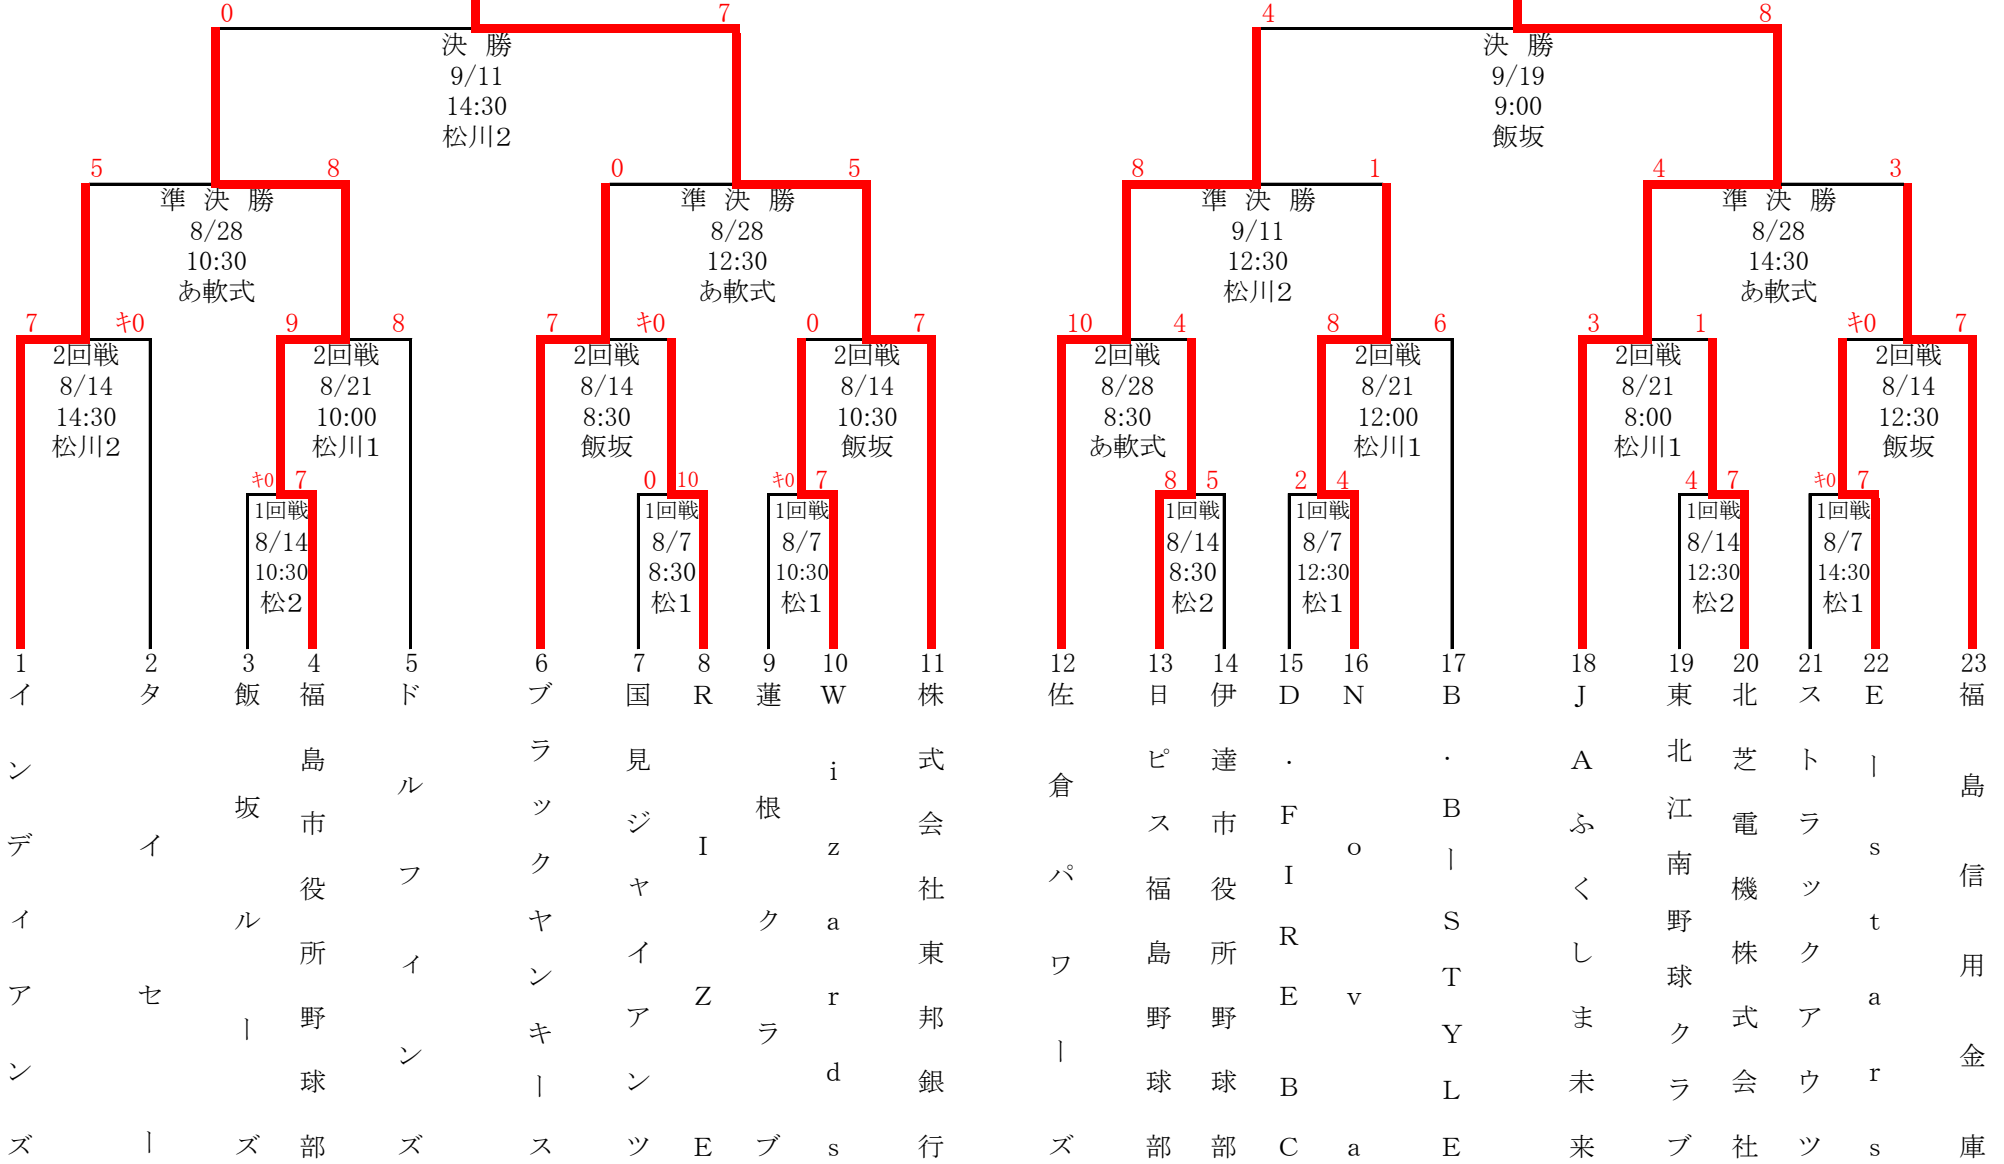 0 7 4 8
決 勝
9/11
14:30
松川2
決 勝
9/19
9:00
飯坂
5 8 0 5 8 1 4 3
準 決 勝
8/28
10:30
あ軟式
準 決 勝
8/28
12:30
あ軟式
準 決 勝
9/11
12:30
松川2
準 決 勝
8/28
14:30
あ軟式
7 ｷ0 9 8 7 ｷ0 0 7 10 4 8 6 3 1 ｷ0 7
2回戦
8/14
14:30
松川2
2回戦
8/21
10:00
松川1
2回戦
8/14
8:30
飯坂
2回戦
8/14
10:30
飯坂
2回戦
8/28
8:30
あ軟式
2回戦
8/21
12:00
松川1
2回戦
8/21
8:00
松川1
2回戦
8/14
12:30
飯坂
ｷ0 7 0 10 ｷ0 7 8 5 2 4 4 7 ｷ0 7
1回戦
8/14
10:30
松2
1回戦
8/7
8:30
松1
1回戦
8/7
10:30
松1
1回戦
8/14
8:30
松2
1回戦
8/7
12:30
松1
1回戦
8/14
12:30
松2
1回戦
8/7
14:30
松1
1
インディアンズ
2
タイセー
3
飯坂ルーズ
4
福島市役所野球部
5
ドルフィンズ
6
ブラックヤンキース
7
国見ジャイアンツ
8
RIZE
9
蓮根クラブ
10
Wizards
11
株式会社東邦銀行
12
佐倉パワーズ
13
日ピス福島野球部
14
伊達市役所野球部
15
D.FIRE BC
16
Nova
17
B.B-STYLE
18
JAふくしま未来
19
東北江南野球クラブ
20
北芝電機株式会社
21
ストラックアウツ
22
E-stars
23
福島信用金庫